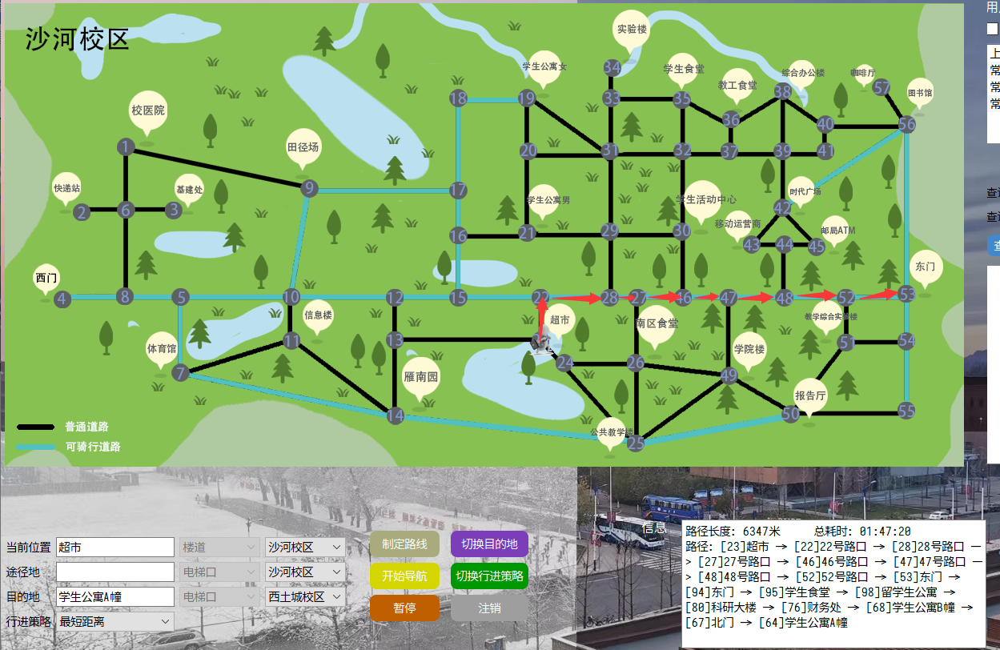 用
沙河校区
实验楼
上
学生公寓女
34
学生食堂
综合办公楼
咖啡厅
常
教工食堂
57
常
38
图书馆
常
18
19
33
35
校医院
36
40
56
1
田径场
20
31
32
37
39
41
快递站
基建处
9
17
学生公寓男
学生活动中心
时代广场
查
2
6
3
42
查
移动运营商
邮局ATM
16
21
29
30
43
44
45
查
西门
东门
4
8
5
10
12
15
28
27
46
47
48
52
53
信息楼
超市
南区食堂
教学综合实验楼
11
13
51
54
体育馆
学院楼
24
26
7
雁南园
49
报告厅
14
50
55
普通道路
公共教学楼
25
可骑行道路
信息
路径长度: 6347米 总耗时: 01:47:20
路径: [23]超市 —> [22]22号路口 —> [28]28号路口 —
> [27]27号路口 —> [46]46号路口 —> [47]47号路口 —
> [48]48号路口 —> [52]52号路口 —> [53]东门 —>
[94]东门 —> [95]学生食堂 —> [98]留学生公寓 —>
[80]科研大楼 —> [76]财务处 —> [68]学生公寓B幢 —>
[67]北门 —> [64]学生公寓A幢
当前位置 超市 楼道 沙河校区 制定路线 切换目的地
途径地 电梯口 沙河校区 开始导航 切换行进策略
目的地 学生公寓A幢 电梯口 西土城校区 暂停 注销
行进策略 最短距离